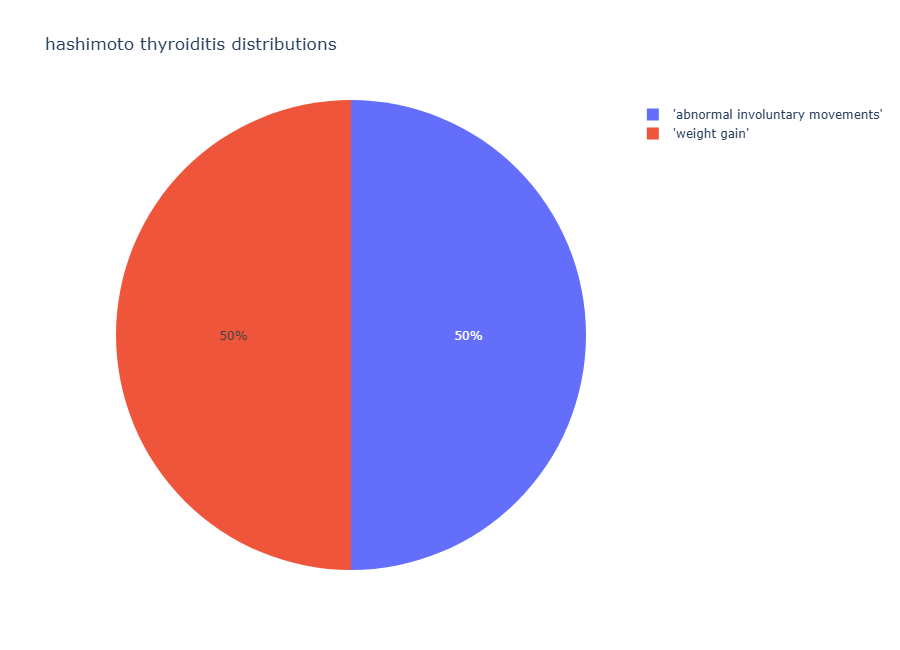 hashimoto thyroiditis distributions
'abnormal involuntary movements'
'weight gain'
50%
50%